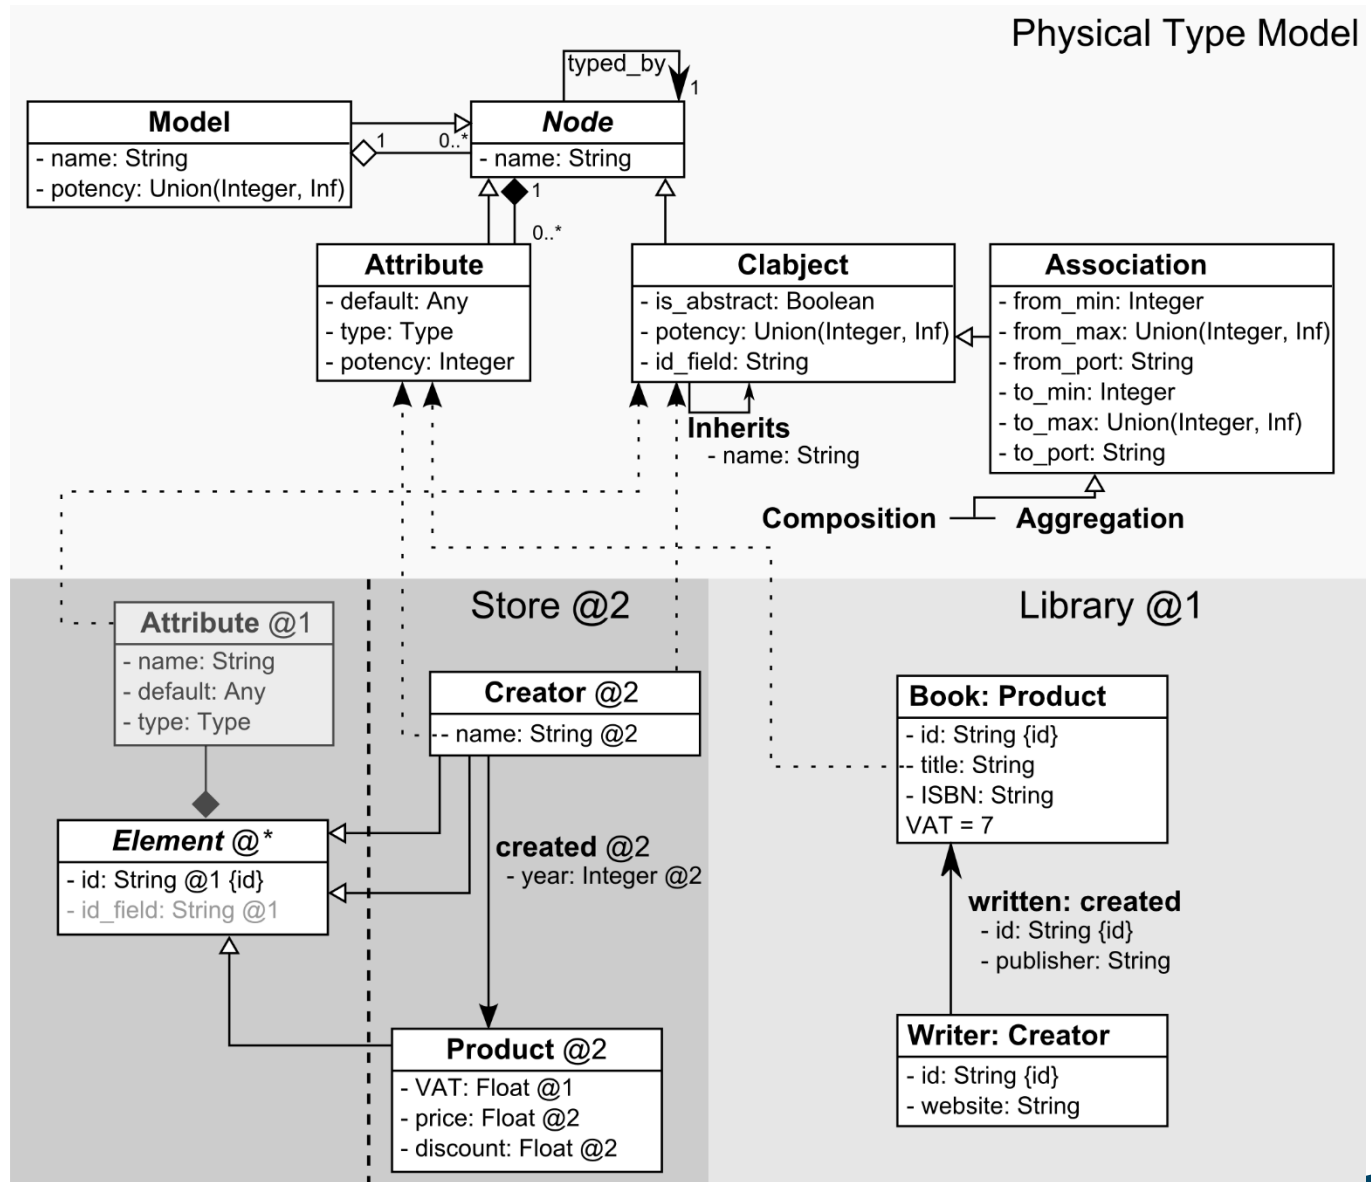 Physical Type Model
typed_by
1
Model
- name: String
- potency: Union(Integer, Inf)
1
0..*
Node
- name: String
1
0..*
Attribute
- default: Any
- type: Type
- potency: Integer
Clabject
- is_abstract: Boolean
- potency: Union(Integer, Inf)
- id_field: String
Inherits
- name: String
Association
- from_min: Integer
- from_max: Union(Integer, Inf)
- from_port: String
- to_min: Integer
- to_max: Union(Integer, Inf)
- to_port: String
Composition
Aggregation
Store @2
Attribute @1
- name: String
- default: Any
- type: Type
Element @*
- id: String @1 {id}
- id_field: String @1
Creator @2
- name: String @2
created @2
- year: Integer @2
Product @2
- VAT: Float @1
- price: Float @2
- discount: Float @2
Library @1
Book: Product
- id: String {id}
- title: String
- ISBN: String
VAT = 7
written: created
- id: String {id}
- publisher: String
Writer: Creator
- id: String {id}
- website: String